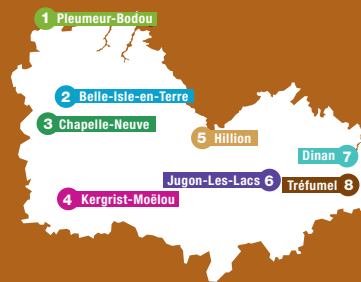 1 Pleumeur-Bodou
2 Belle-Isle-en-Terre
3 Chapelle-Neuve
5 Hillion
Dinan 7
Jugon-Les-Lacs 6
Tréfumel 8
4 Kergrist-Moëlou